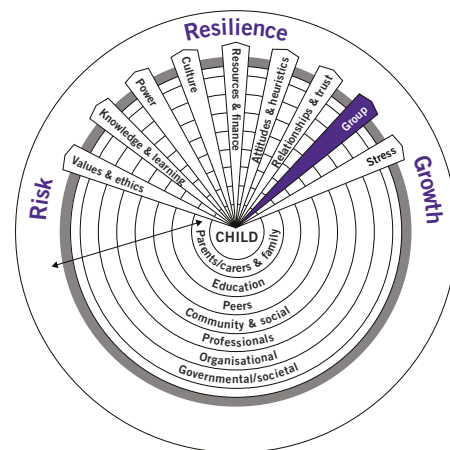 Resilience
Risk
Growth
Values & ethics
Knowledge & learning
Power
Culture
Resources & finance
Attitudes & heuristics
Relationships & trust
Group
Stress
CHILD
Parents/carers & family
Education
Peers
Community & social
Professionals
Organisational
Governmental/societal